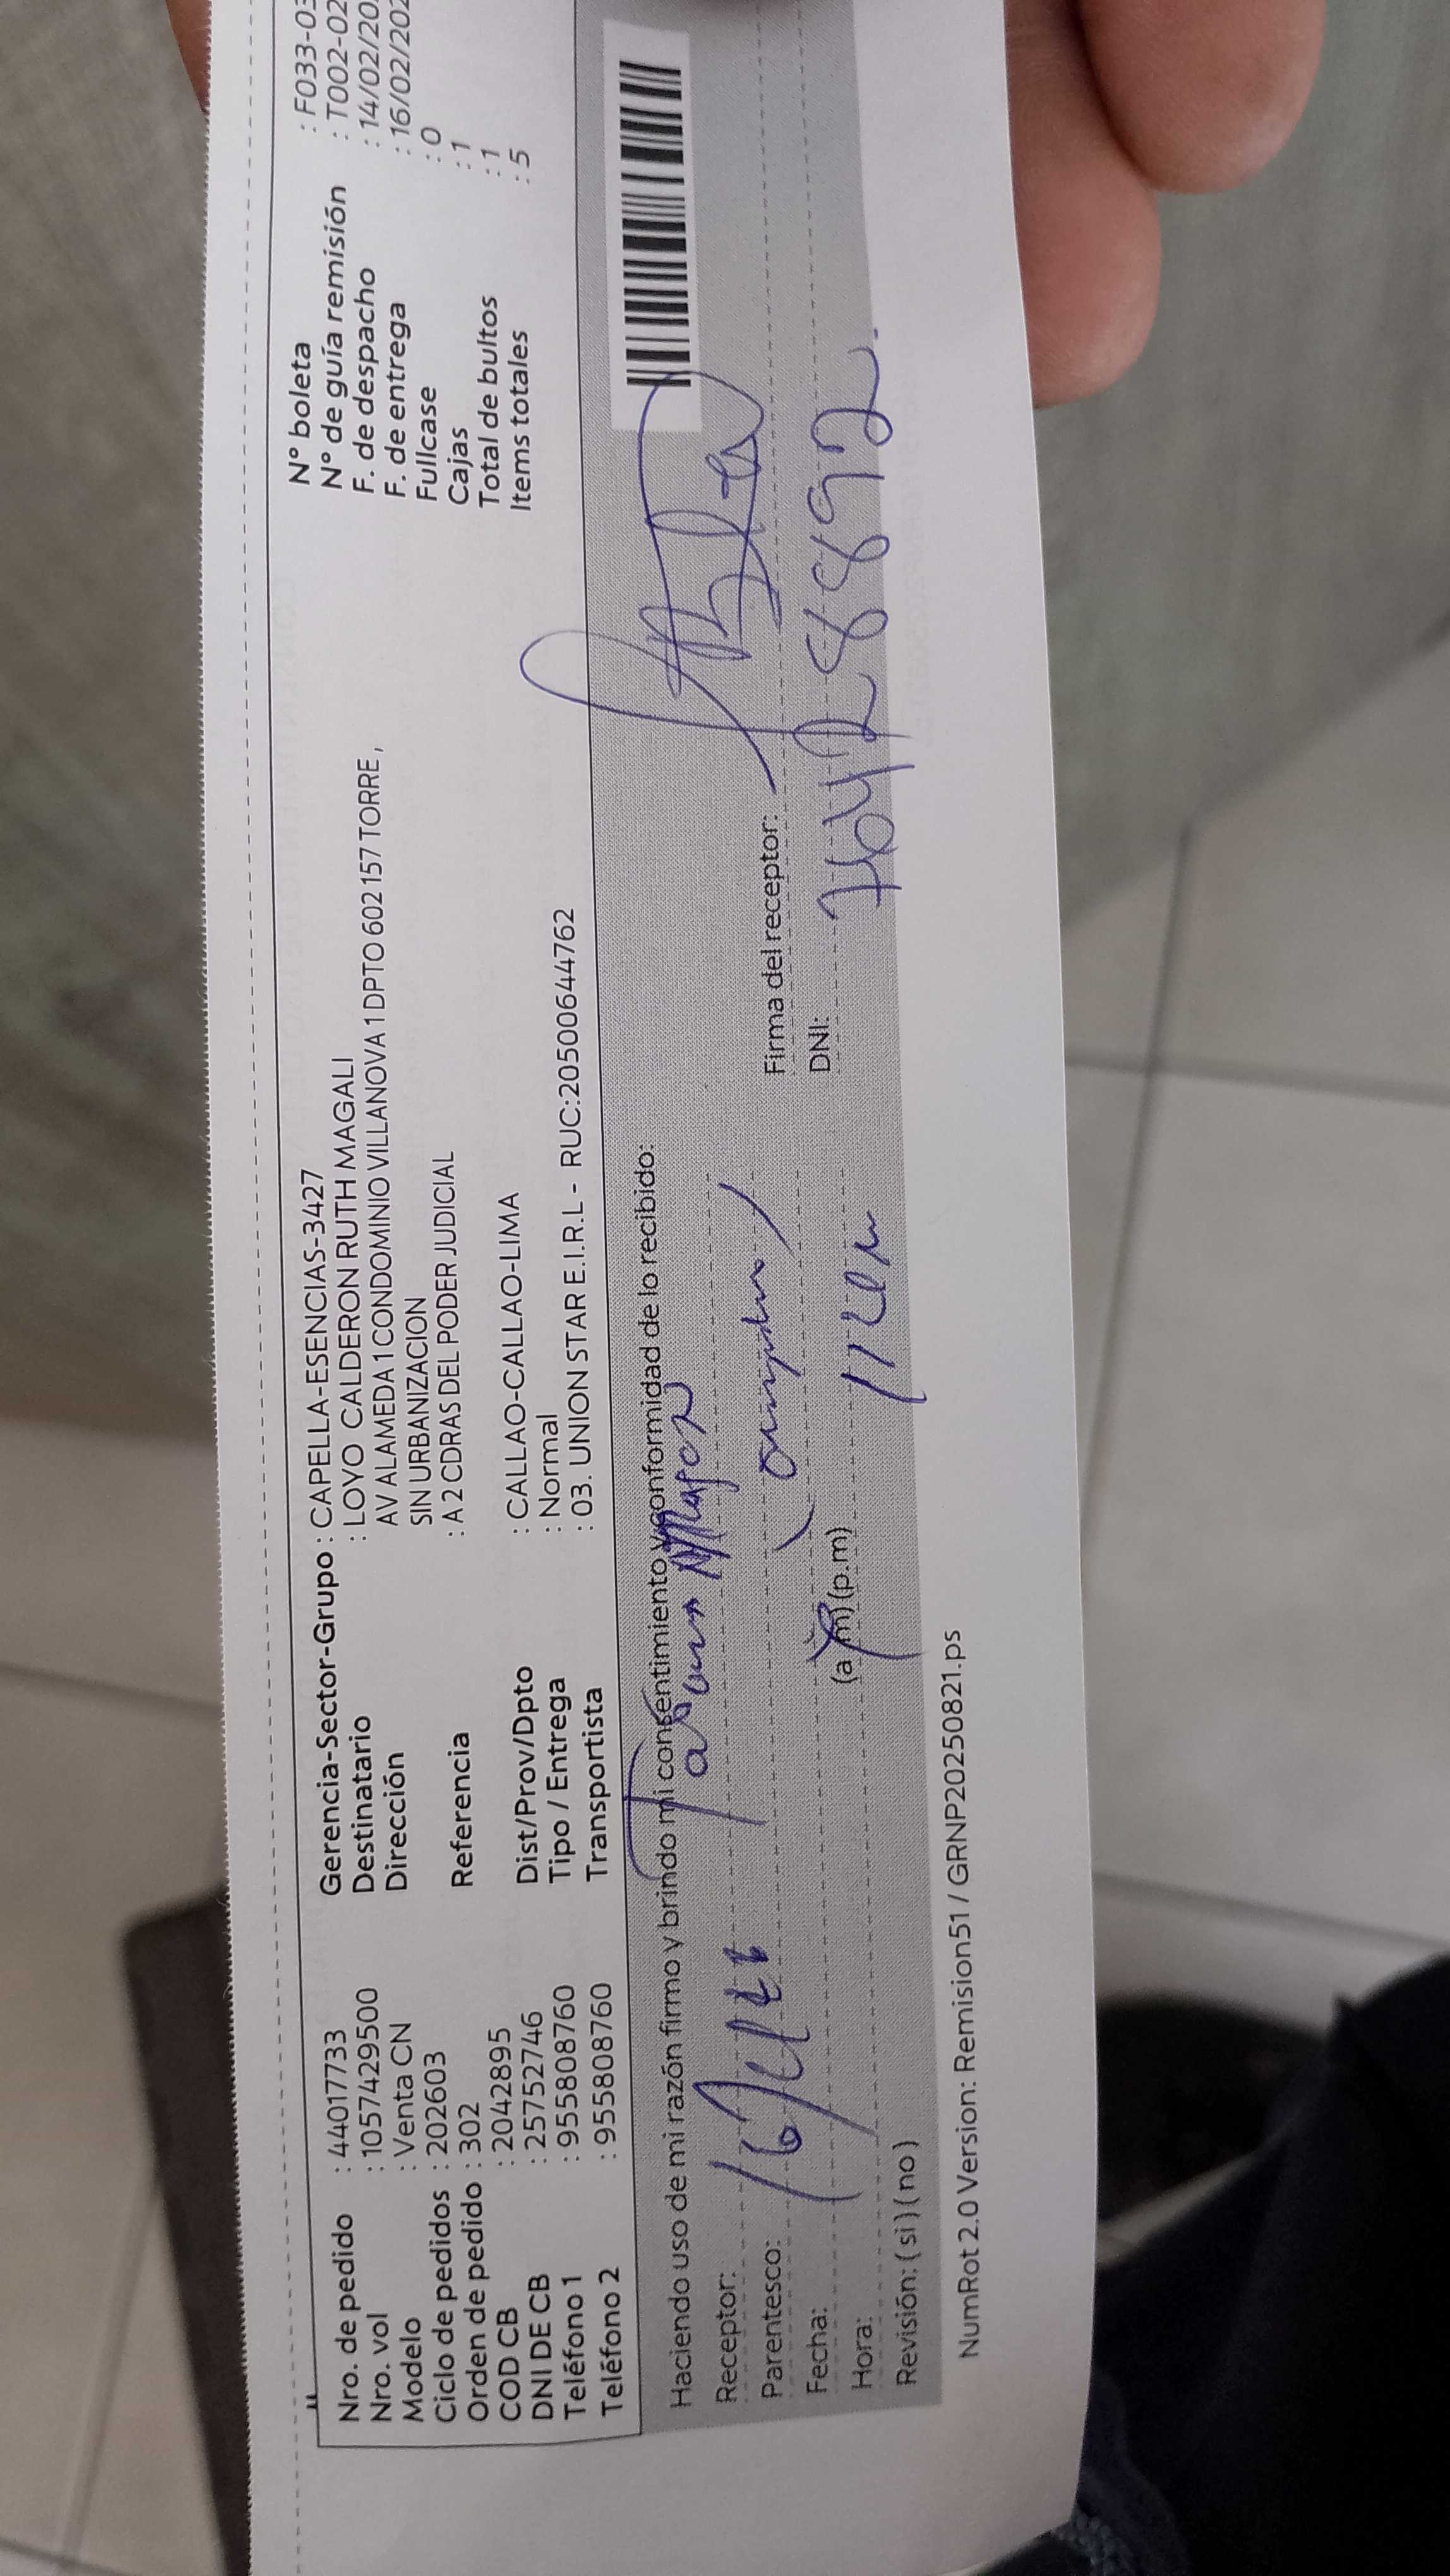 Nro. de pedido : 44017733
Nro. vol : 1057429500
Modelo : Venta CN
Ciclo de pedidos : 202603
Orden de pedido : 302
COD CB : 2042895
DNI DE CB : 25752746
Teléfono 1 : 955808760
Teléfono 2 : 955808760
Gerencia-Sector-Grupo : CAPELLA-ESENCIAS-3427
Destinatario : LOYO CALDERON RUTH MAGALI
Dirección AV ALAMEDA 1 CONDOMINIO VILLANOVA 1 DPTO 602 157 TORRE ,
SIN URBANIZACION
Referencia : A 2 CDRAS DEL PODER JUDICIAL
Dist/Prov/Dpto : CALLAO-CALLAO-LIMA
Tipo / Entrega : Normal
Transportista : 03. UNION STAR E.I.R.L - RUC:20500644762
N° boleta : F033-03
N° de guía remisión : T002-02
F. de despacho : 14/02/20
F. de entrega : 16/02/202
Fullcase : 0
Cajas : 1
Total de bultos : 1
Items totales : 5
Haciendo uso de mi razón firmo y brindo mi consentimiento y conformidad de lo recibido:
Receptor:
Parentesco:
Fecha:
Hora: (a m) (p.m)
Revisión: ( si ) ( no )
Firma del receptor:
DNI: 76428892
NumRot 2.0 Version: Remision51 / GRNP20250821.ps